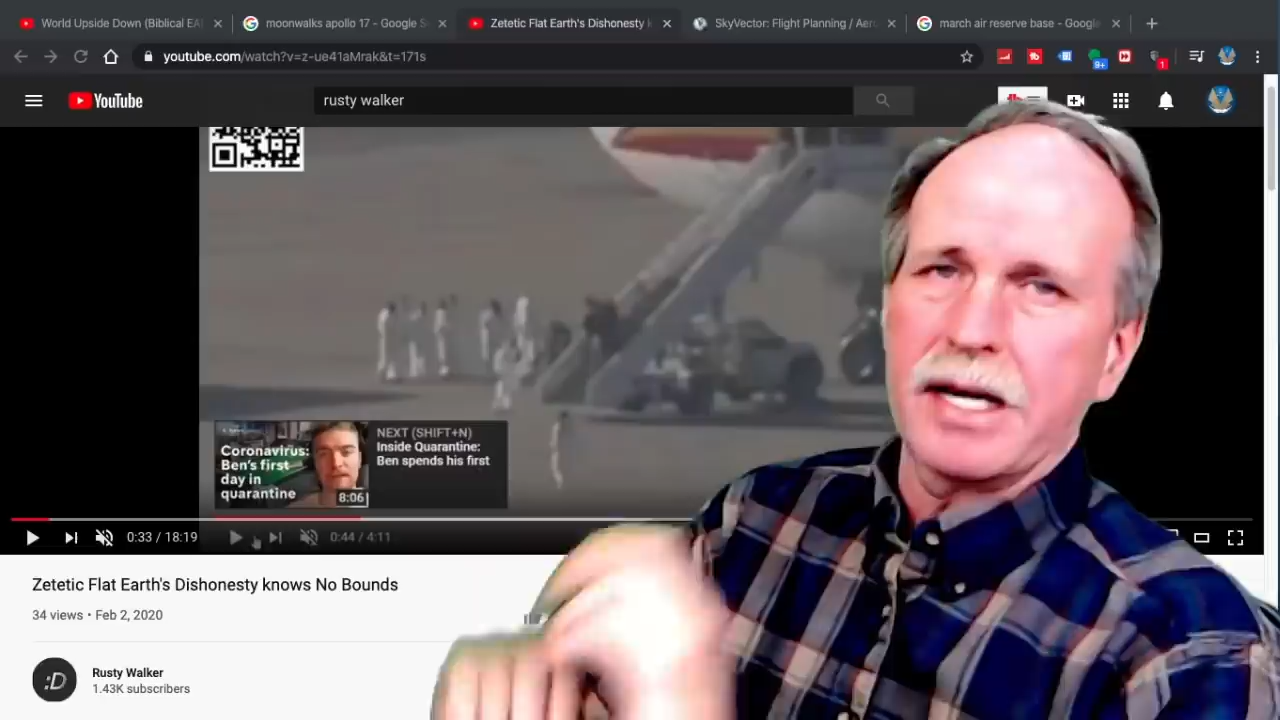 World Upside Down (Biblical EA
moonwalks apollo 17 - Google S
Zetetic Flat Earth's Dishonesty k
SkyVector: Flight Planning / Aer
march air reserve base - Google
youtube.com/watch?v=z-ue41aMrak&t=171s
9+
1
YouTube
rusty walker
Coronavirus:
Ben's first
day in
quarantine
8:06
NEXT (SHIFT+N)
Inside Quarantine:
Ben spends his first
0:33 / 18:19
0:44 / 4:11
Zetetic Flat Earth's Dishonesty knows No Bounds
34 views • Feb 2, 2020
:D
Rusty Walker
1.43K subscribers